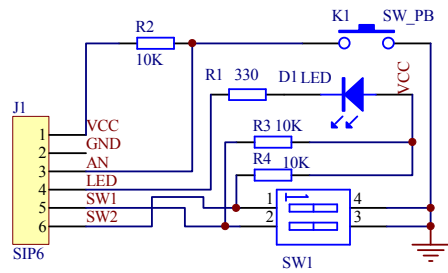 R2
10K
K1 SW_PB
R1 330 D1 LED
VCC
J1
1 VCC
2 GND
3 AN
4 LED
5 SW1
6 SW2
SIP6
R3 10K
R4 10K
1 4
2 3
SW1